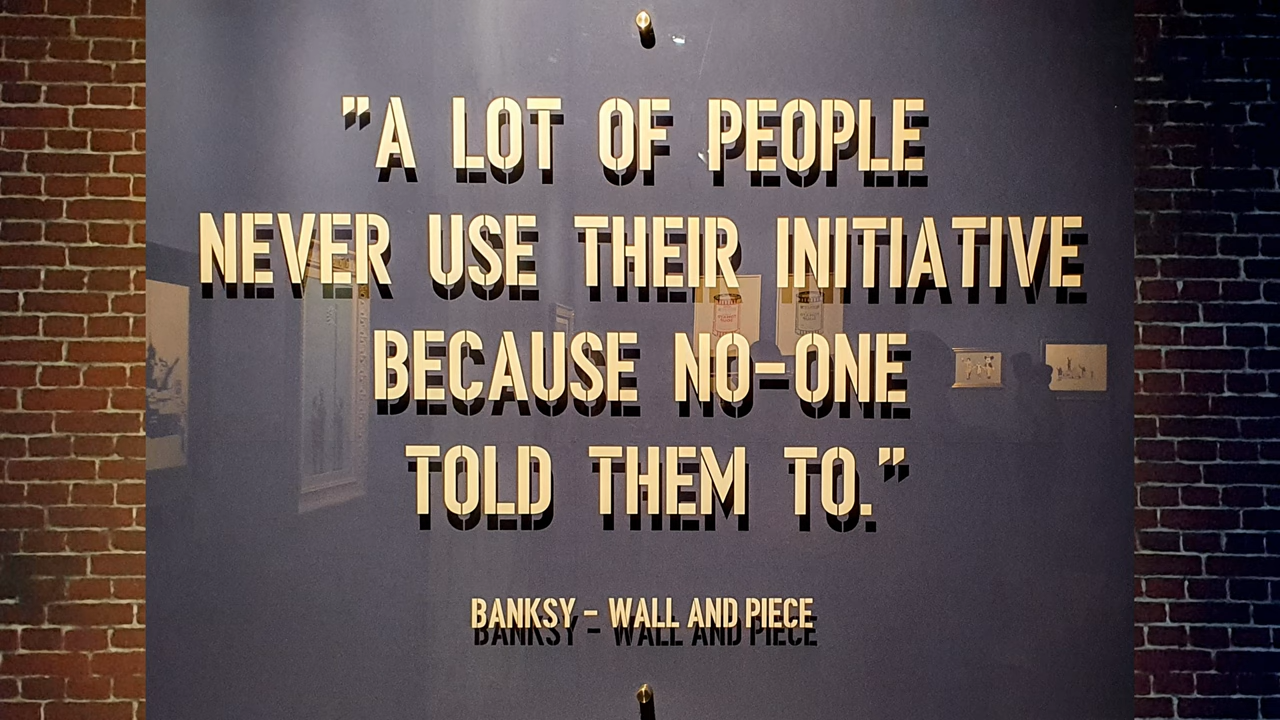 ”A LOT OF PEOPLE
NEVER USE THEIR INITIATIVE
BECAUSE NO-ONE
TOLD THEM TO.”
BANKSY - WALL AND PIECE